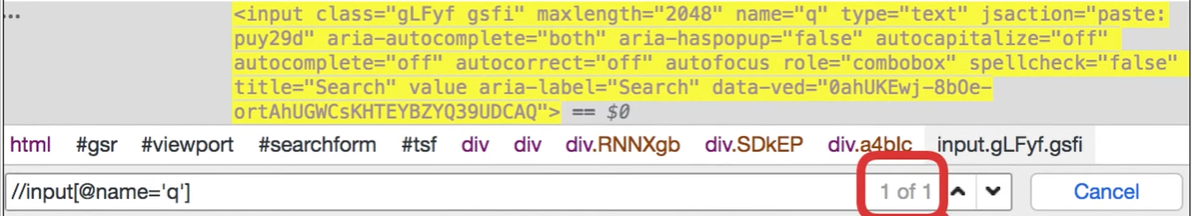 ...
<input class="gLFyf gsfi" maxlength="2048" name="q" type="text" jsaction="paste:
puy29d" aria-autocomplete="both" aria-haspopup="false" autocapitalize="off"
autocomplete="off" autocorrect="off" autofocus role="combobox" spellcheck="false"
title="Search" value aria-label="Search" data-ved="0ahUKEwj-8bOe-
ortAhUGWCsKHTEYBZYQ39UDCAQ"> == $0
html #gsr #viewport #searchform #tsf div div div.RNNXgb div.SDkEP div.a4bIc input.gLFyf.gsfi
//input[@name='q'] 1 of 1 Cancel